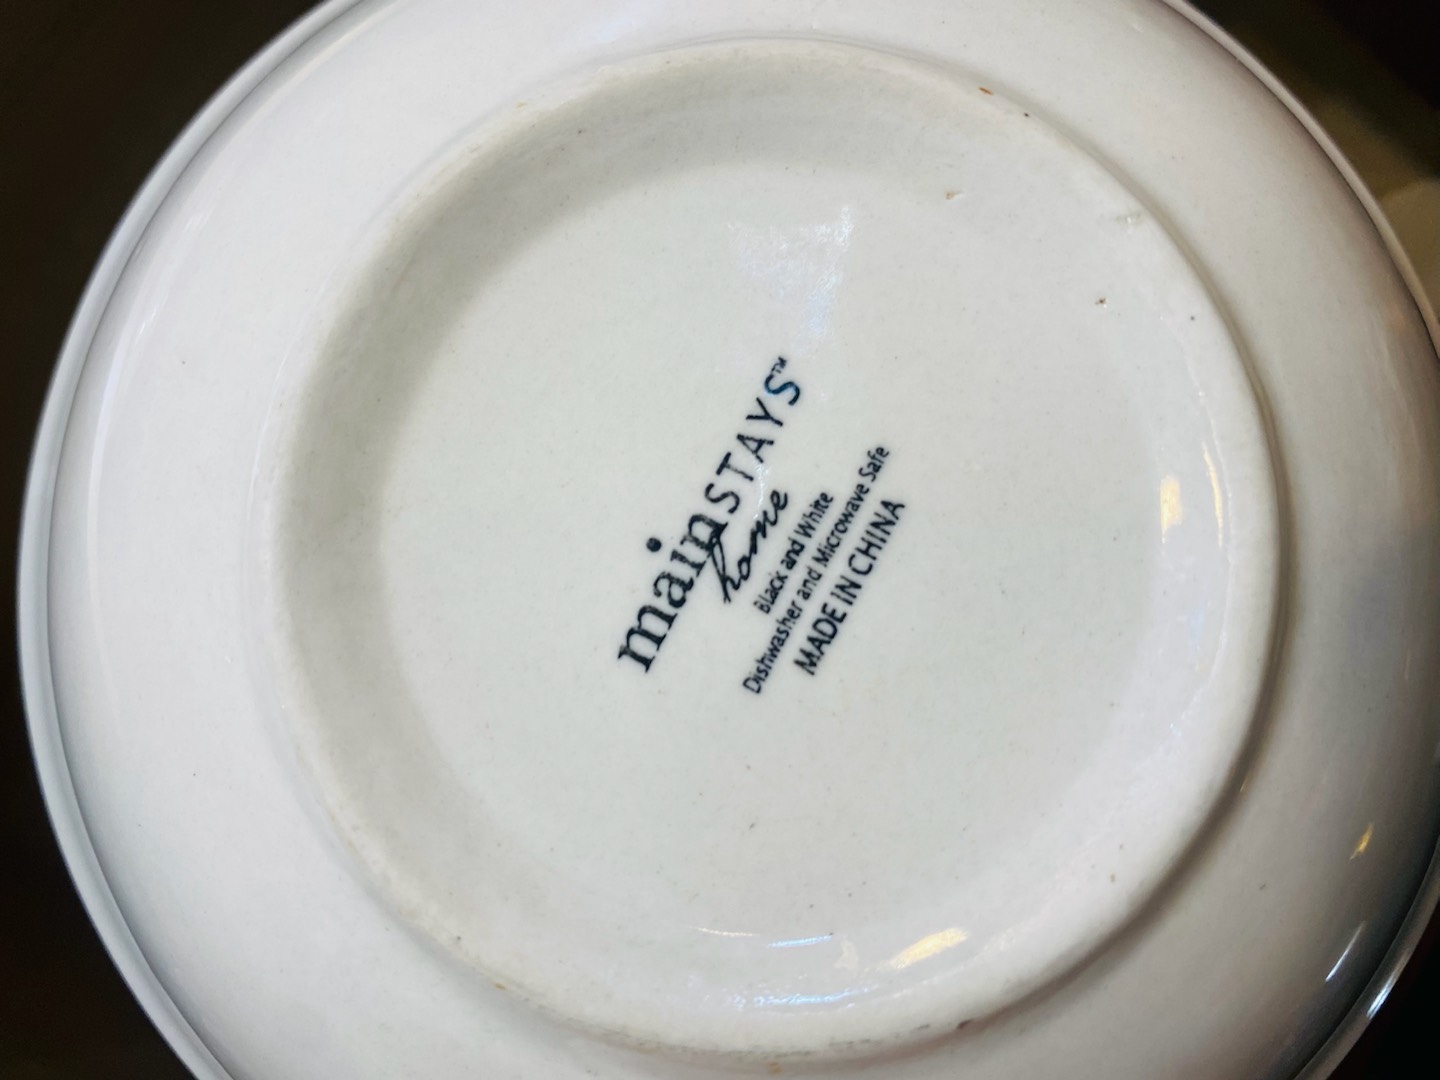 mainSTAYS™
home
Black and White
Dishwasher and Microwave Safe
MADE IN CHINA